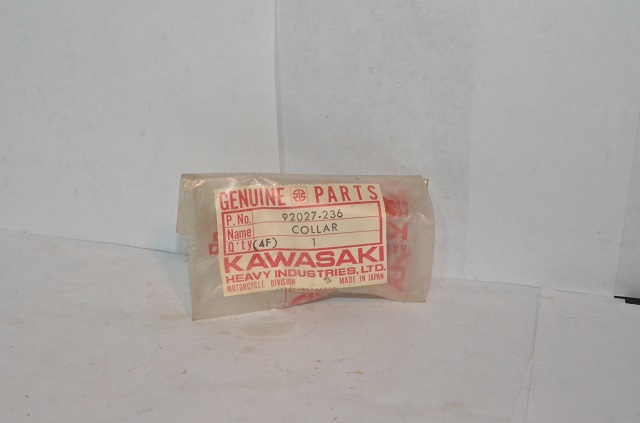 GENUINE PARTS
P.No. 92027-236
Name COLLAR
Q'ty (4F) 1
KAWASAKI
HEAVY INDUSTRIES, LTD.
MOTORCYCLE DIVISION MADE IN JAPAN